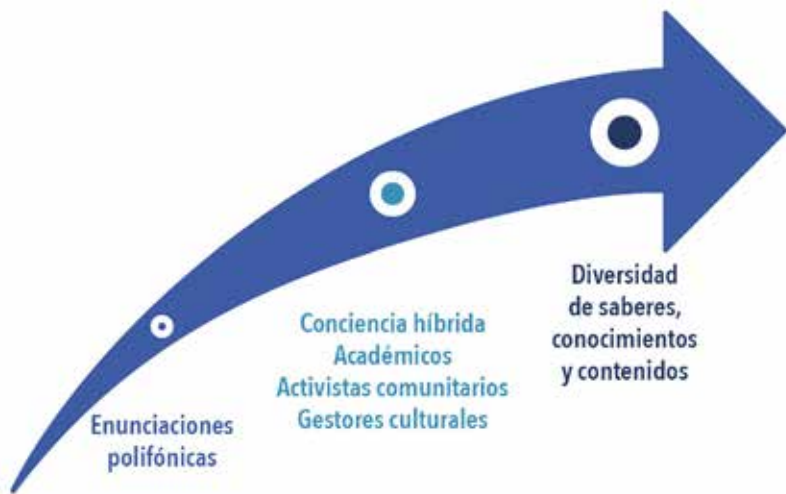 Enunciaciones
polifónicas
Conciencia híbrida
Académicos
Activistas comunitarios
Gestores culturales
Diversidad
de saberes,
conocimientos
y contenidos